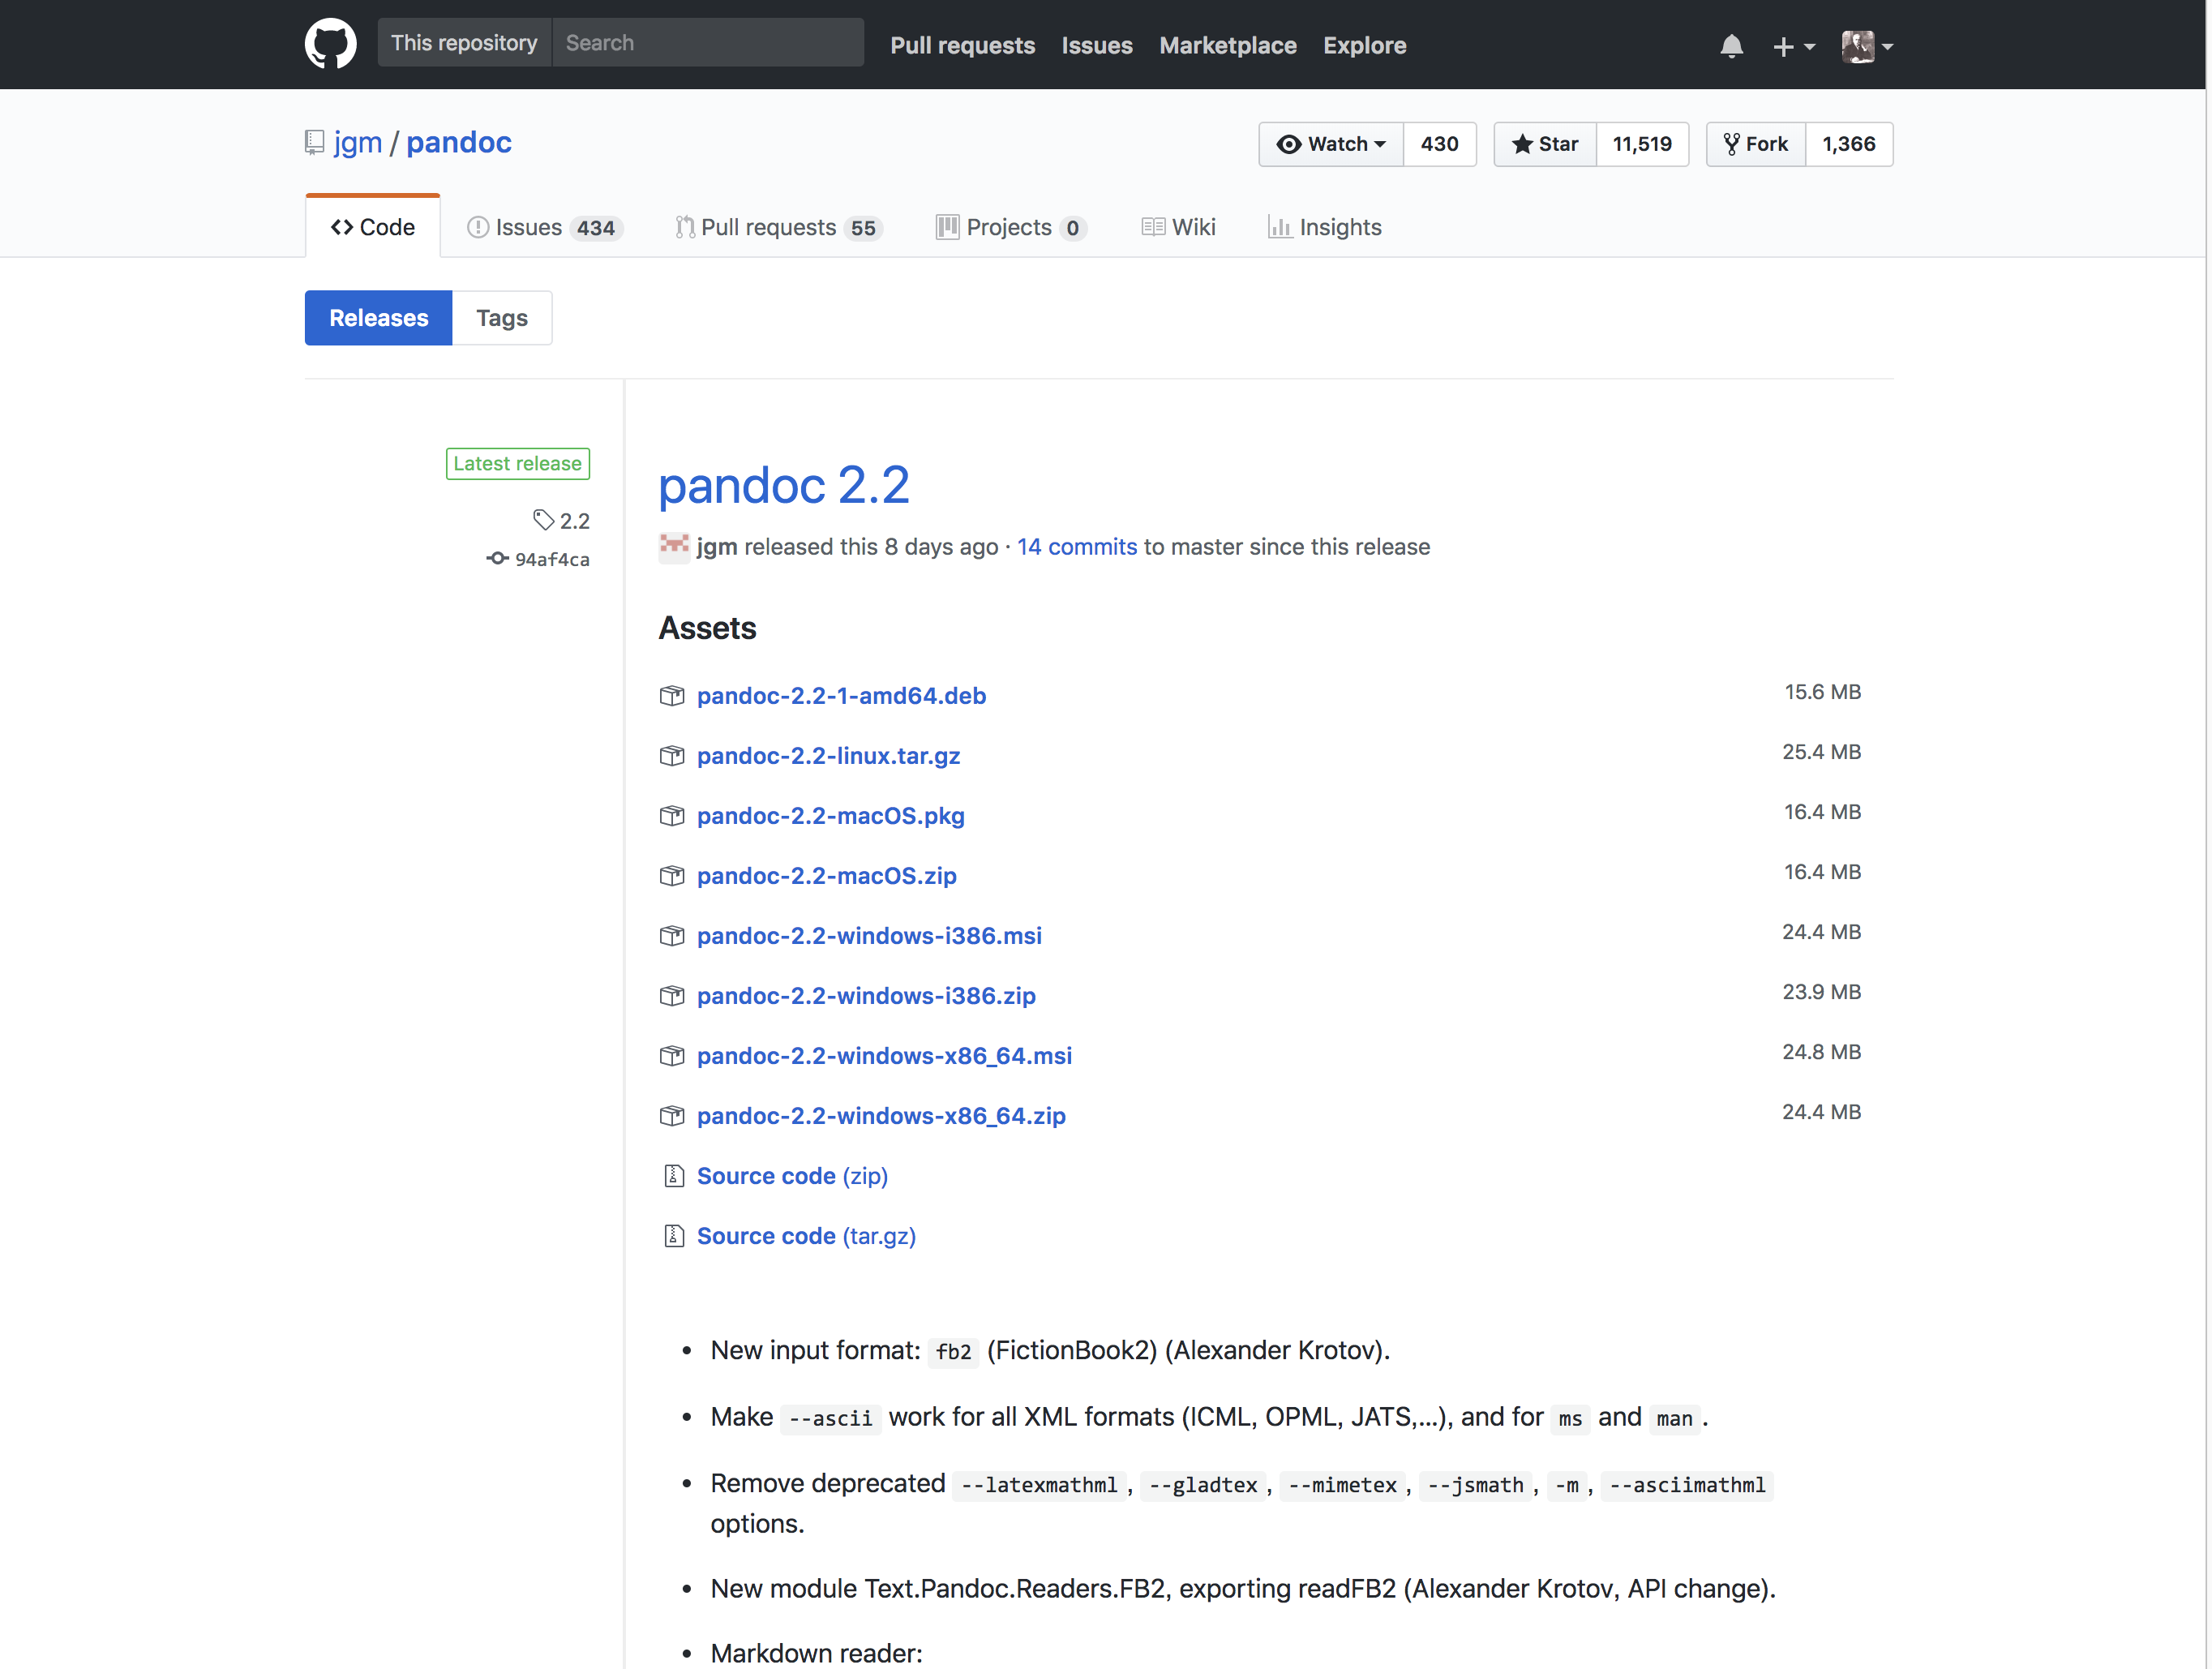 This repository Search Pull requests Issues Marketplace Explore
jgm / pandoc
Watch 430 Star 11,519 Fork 1,366
Code Issues 434 Pull requests 55 Projects 0 Wiki Insights
Releases Tags
Latest release
2.2
94af4ca
pandoc 2.2
jgm released this 8 days ago · 14 commits to master since this release
Assets
pandoc-2.2-1-amd64.deb 15.6 MB
pandoc-2.2-linux.tar.gz 25.4 MB
pandoc-2.2-macOS.pkg 16.4 MB
pandoc-2.2-macOS.zip 16.4 MB
pandoc-2.2-windows-i386.msi 24.4 MB
pandoc-2.2-windows-i386.zip 23.9 MB
pandoc-2.2-windows-x86_64.msi 24.8 MB
pandoc-2.2-windows-x86_64.zip 24.4 MB
Source code (zip)
Source code (tar.gz)
• New input format: fb2 (FictionBook2) (Alexander Krotov).
• Make --ascii work for all XML formats (ICML, OPML, JATS,...), and for ms and man.
• Remove deprecated --latexmathml, --gladtex, --mimetex, --jsmath, -m, --asciimathml
options.
• New module Text.Pandoc.Readers.FB2, exporting readFB2 (Alexander Krotov, API change).
• Markdown reader: